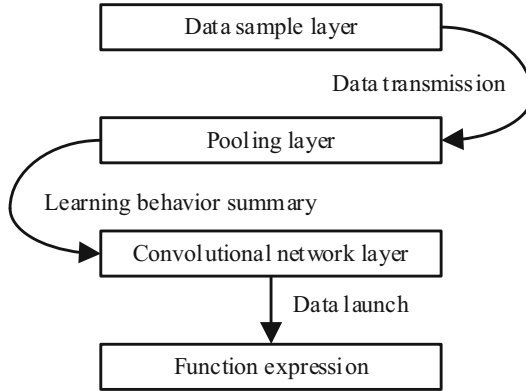 Data sample layer
Data transmission
Pooling layer
Learning behavior summary
Convolutional network layer
Data launch
Function expression